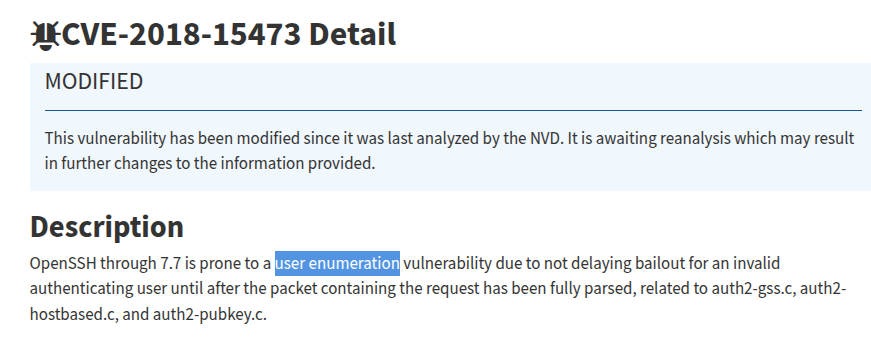 CVE-2018-15473 Detail
MODIFIED
This vulnerability has been modified since it was last analyzed by the NVD. It is awaiting reanalysis which may result
in further changes to the information provided.
Description
OpenSSH through 7.7 is prone to a user enumeration vulnerability due to not delaying bailout for an invalid
authenticating user until after the packet containing the request has been fully parsed, related to auth2-gss.c, auth2-
hostbased.c, and auth2-pubkey.c.